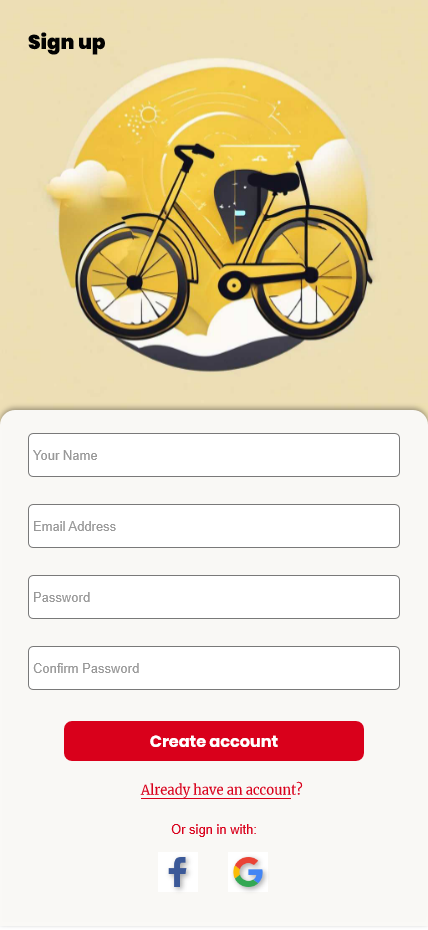 Sign up
Your Name
Email Address
Password
Confirm Password
Create account
Already have an account?
Or sign in with: